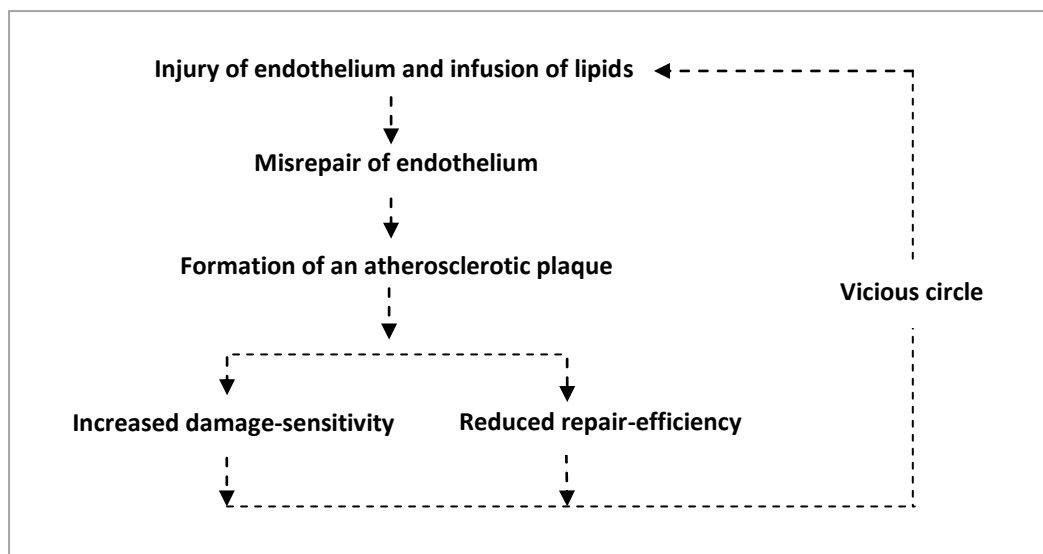 Injury of endothelium and infusion of lipids
Misrepair of endothelium
Formation of an atherosclerotic plaque
Vicious circle
Increased damage-sensitivity
Reduced repair-efficiency